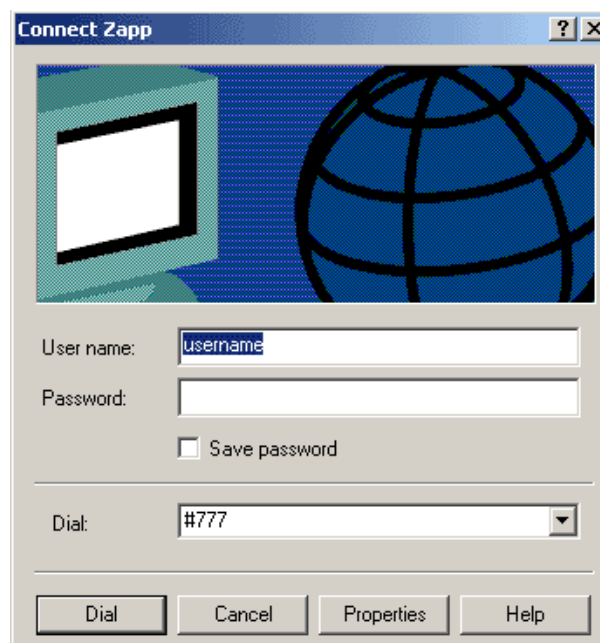 Connect Zapp
User name: username
Password:
Save password
Dial: #777
Dial Cancel Properties Help